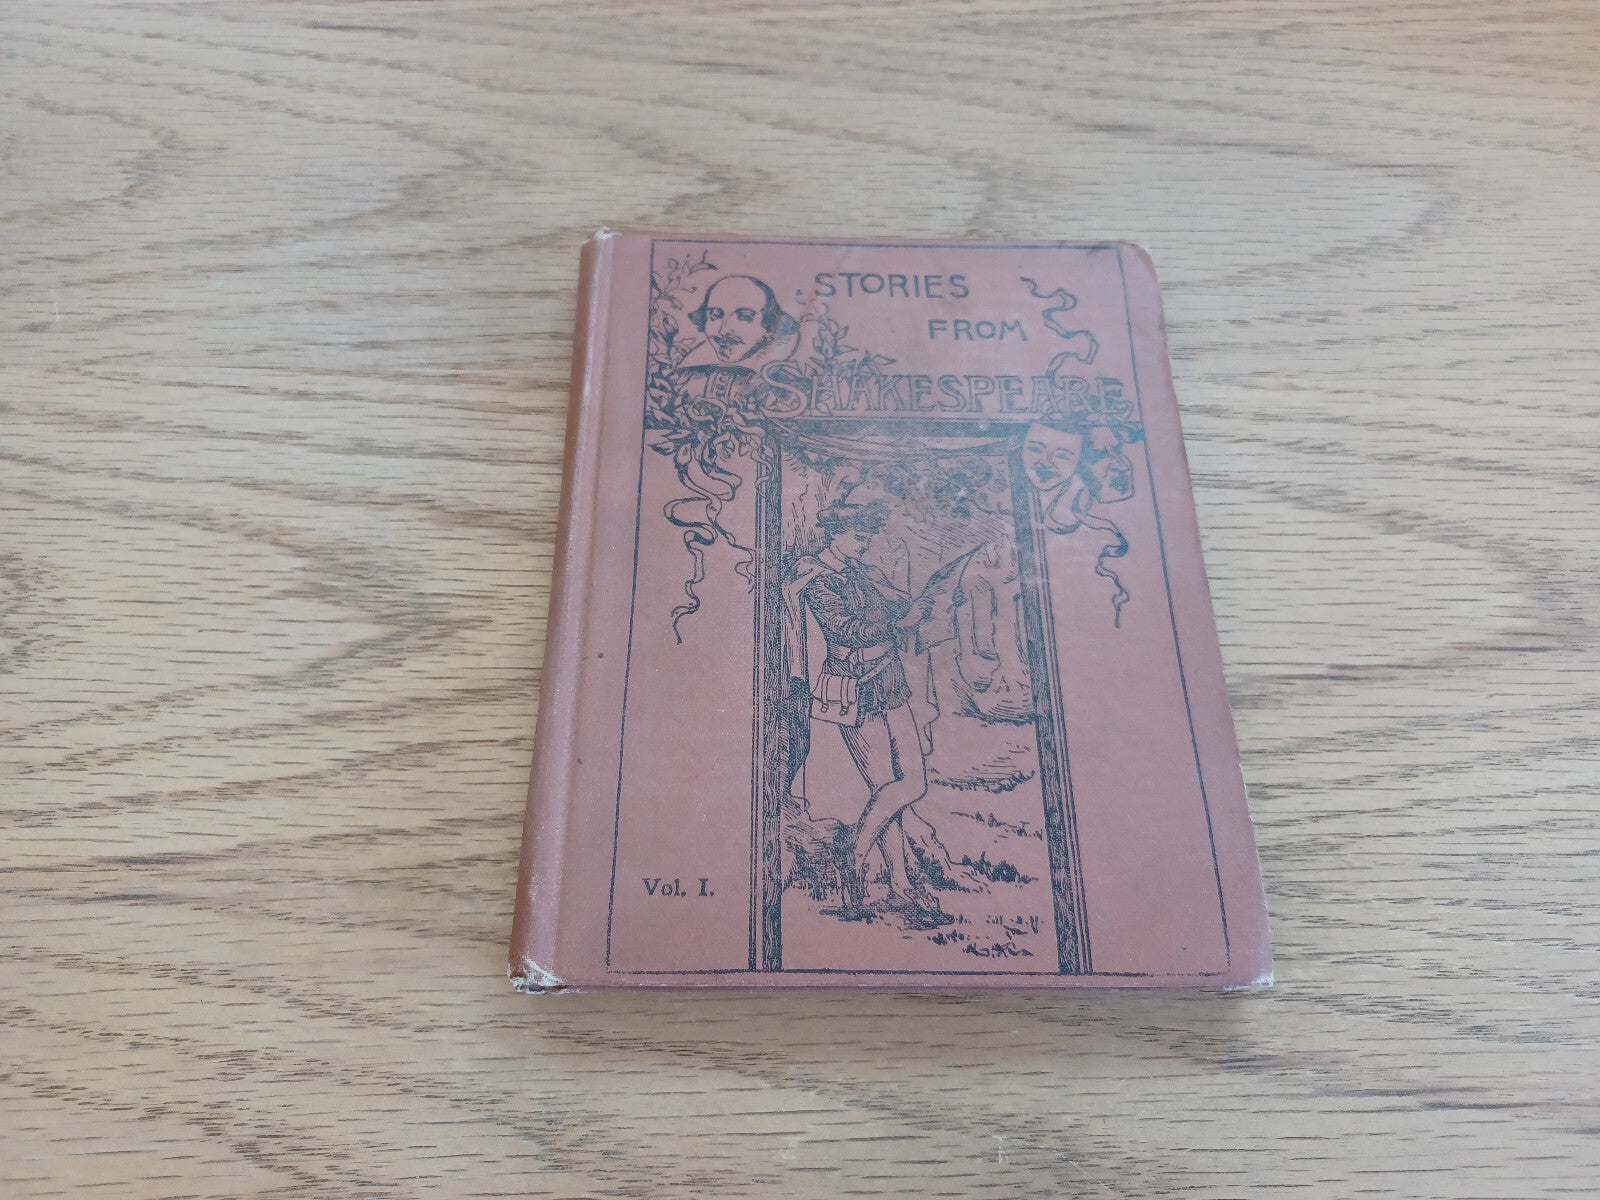 STORIES
FROM
SHAKESPEARE
Vol. I.